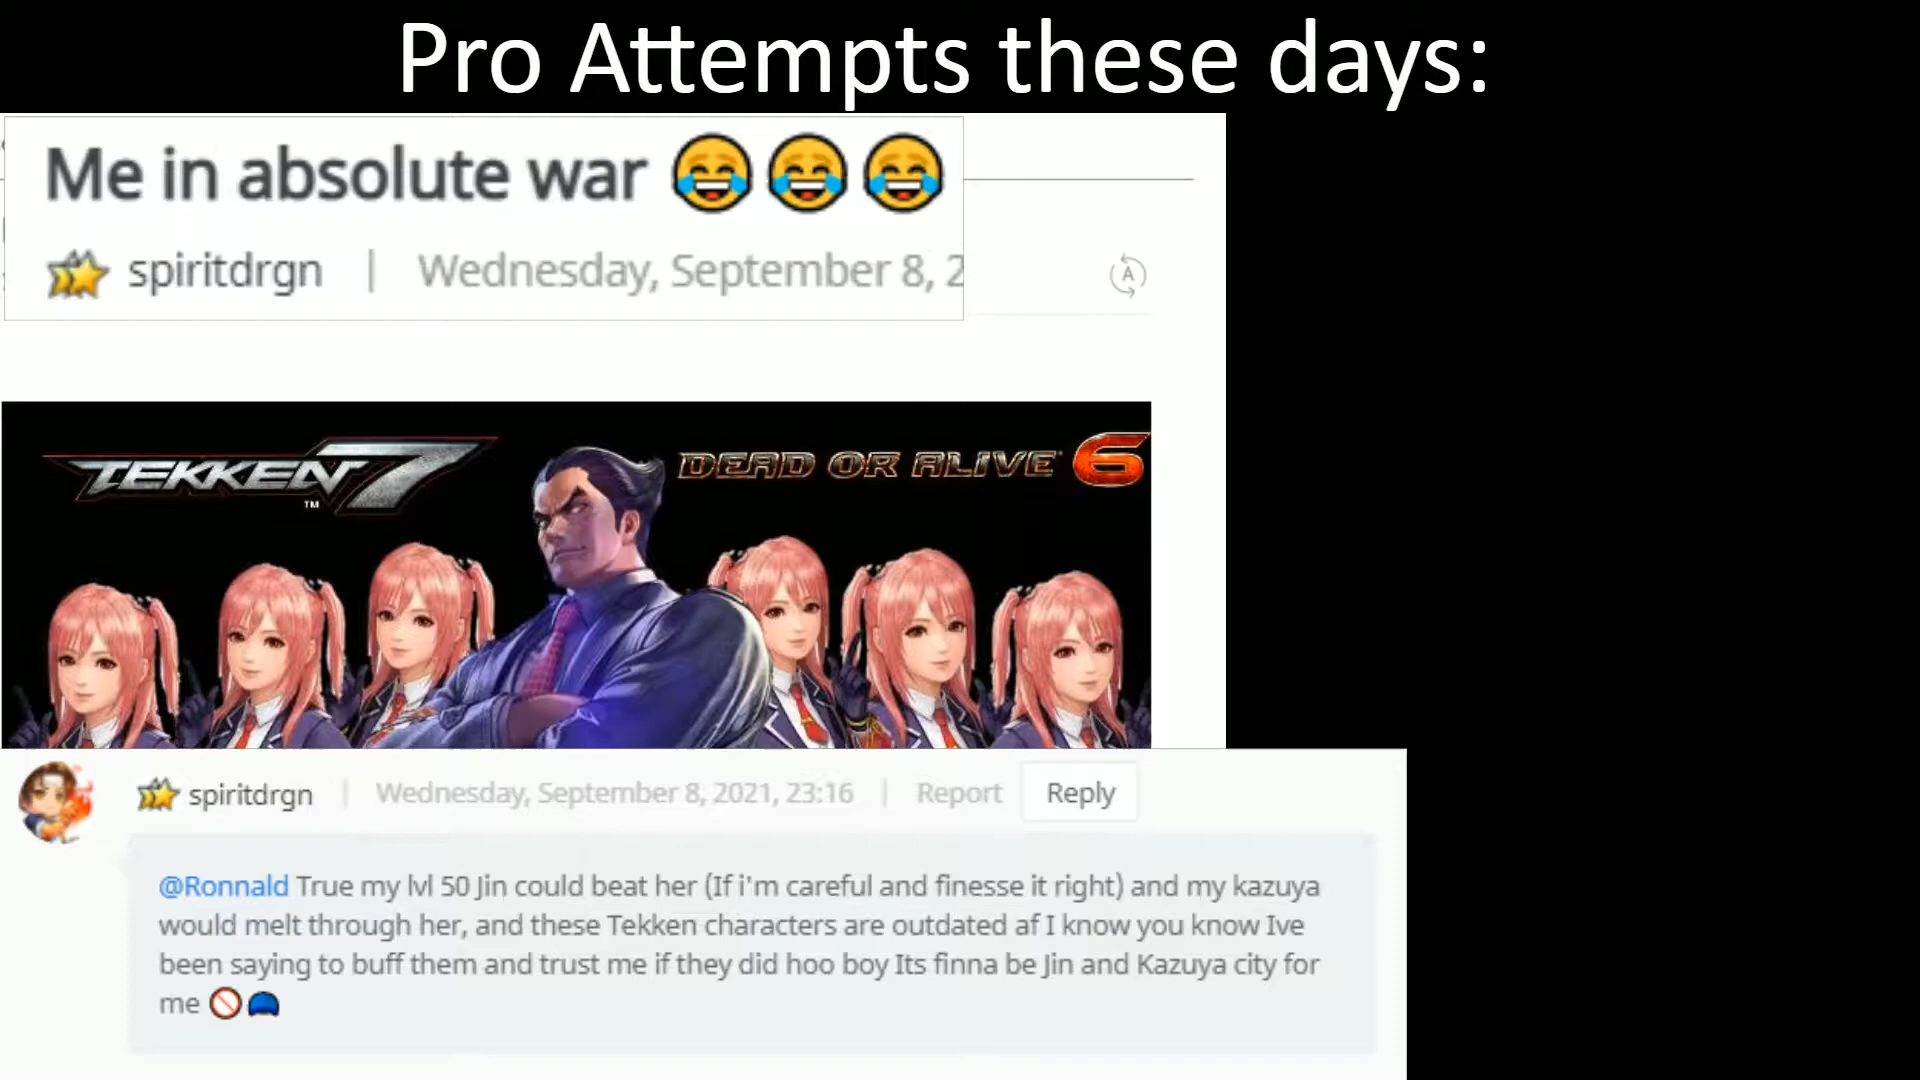 Pro Attempts these days:
Me in absolute war 😂😂😂
spiritdrgn | Wednesday, September 8, 2
A
TEKKEN 7 ™
DEAD OR ALIVE 6
spiritdrgn | Wednesday, September 8, 2021, 23:16 | Report Reply
@Ronnald True my lvl 50 Jin could beat her (If i'm careful and finesse it right) and my kazuya
would melt through her, and these Tekken characters are outdated af I know you know Ive
been saying to buff them and trust me if they did hoo boy Its finna be Jin and Kazuya city for
me 🚫🧢